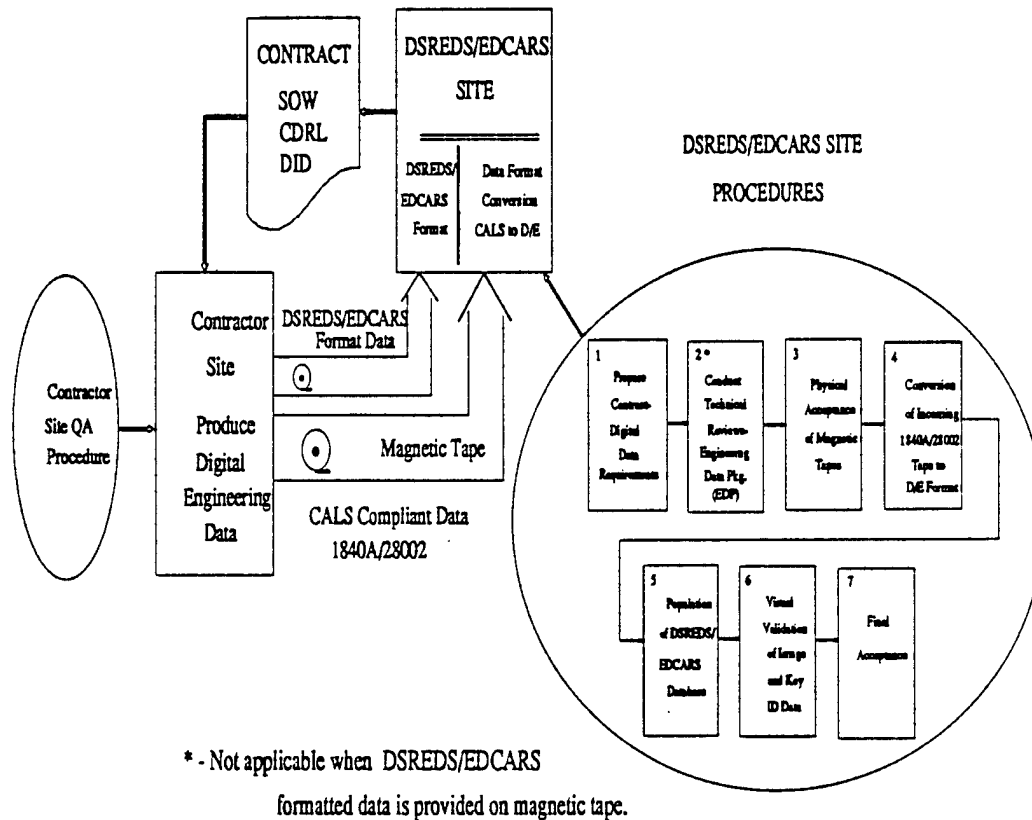 CONTRACT
SOW
CDRL
DID
DSREDS/EDCARS
SITE
DSREDS/
EDCARS
Format
Data Format
Conversion
CALS to D/E
DSREDS/EDCARS SITE
PROCEDURES
Contractor
Site QA
Procedure
Contractor
Site
Produce
Digital
Engineering
Data
DSREDS/EDCARS
Format Data
Magnetic Tape
CALS Compliant Data
1840A/28002
1
Prepare
Contract-
Digital
Data
Requirements
2 *
Conduct
Technical
Reviews-
Engineering
Data Pkg.
(EDP)
3
Physical
Acceptance
of Magnetic
Tapes
4
Conversion
of Incoming
1840A/28002
Tape to
D/E Format
5
Population
of DSREDS/
EDCARS
Database
6
Visual
Validation
of Image
and Key
ID Data
7
Final
Acceptance
* - Not applicable when DSREDS/EDCARS
formatted data is provided on magnetic tape.